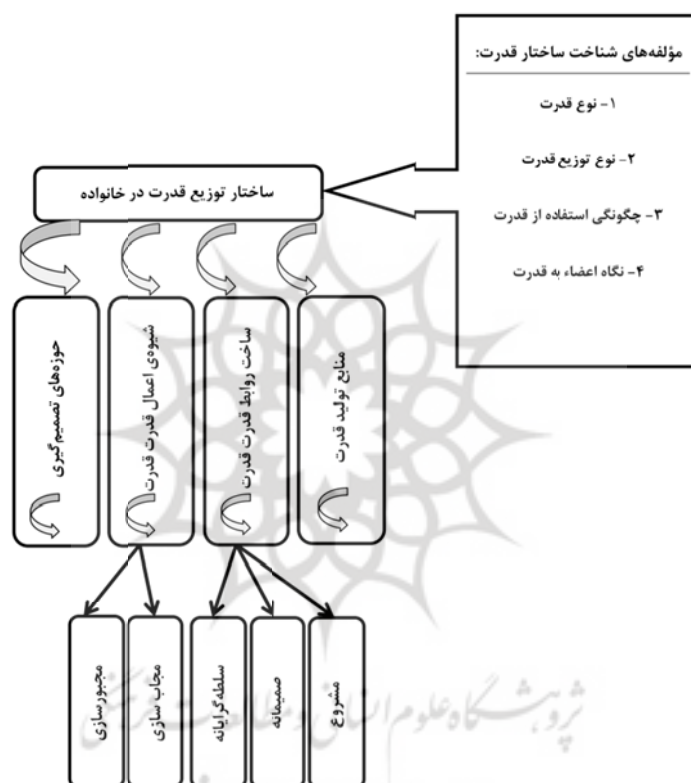 مؤلفه‌های شناخت ساختار قدرت:
۱- نوع قدرت
۲- نوع توزیع قدرت
۳- چگونگی استفاده از قدرت
۴- نگاه اعضاء به قدرت
ساختار توزیع قدرت در خانواده
منابع تولید قدرت
ساخت روابط قدرت قدرت
شیوه‌ی اعمال قدرت قدرت
حوزه‌های تصمیم‌گیری
مشروع
صمیمانه
سلطه‌گرایانه
مجاب سازی
مجبورسازی
پژوهشگاه علوم انسانی و مطالعات فرهنگی